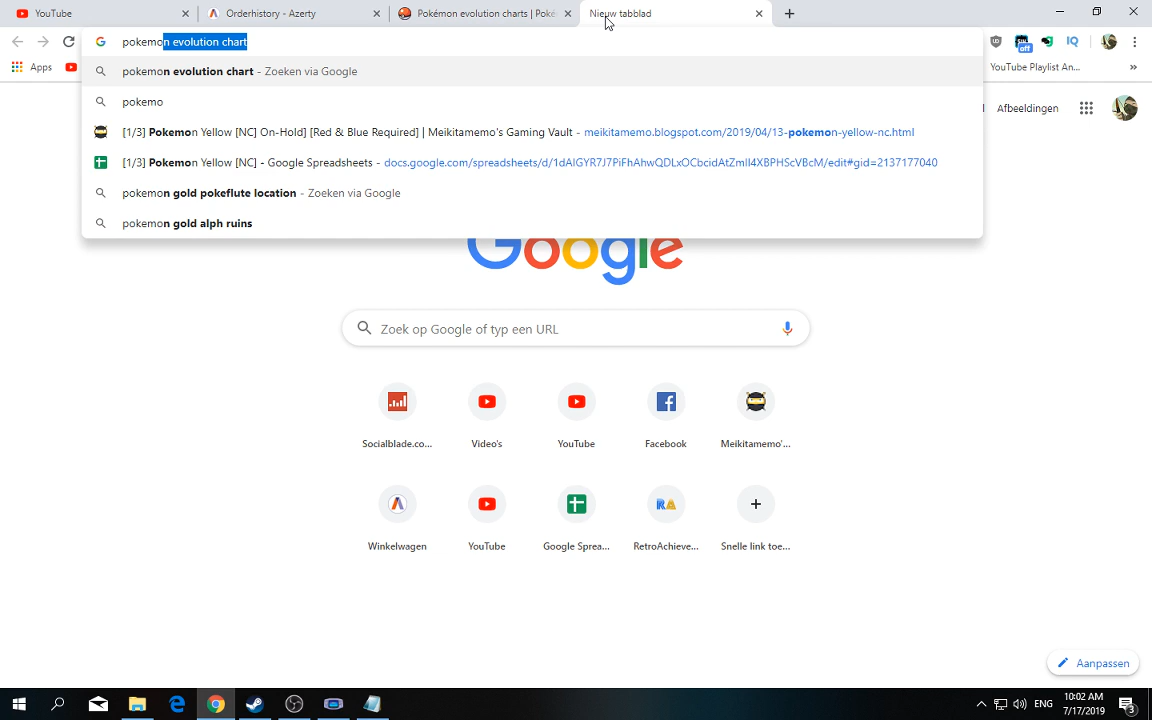 YouTube
Orderhistory - Azerty
Pokémon evolution charts | Poké
Nieuw tabblad
pokemon evolution chart
Apps
YouTube Playlist An...
off
IQ
pokemon evolution chart - Zoeken via Google
pokemo
[1/3] Pokemon Yellow [NC] On-Hold] [Red & Blue Required] | Meikitamemo's Gaming Vault - meikitamemo.blogspot.com/2019/04/13-pokemon-yellow-nc.html
[1/3] Pokemon Yellow [NC] - Google Spreadsheets - docs.google.com/spreadsheets/d/1dAIGYR7J7PiFhAhwQDLxOCbcidAtZmlI4XBPHScVBcM/edit#gid=2137177040
pokemon gold pokeflute location - Zoeken via Google
pokemon gold alph ruins
Afbeeldingen
Google
Zoek op Google of typ een URL
Socialblade.co...
Video's
YouTube
Facebook
Meikitamemo'...
RA
Winkelwagen
YouTube
Google Sprea...
RetroAchieve...
Snelle link toe...
Aanpassen
ENG
10:02 AM
7/17/2019
3